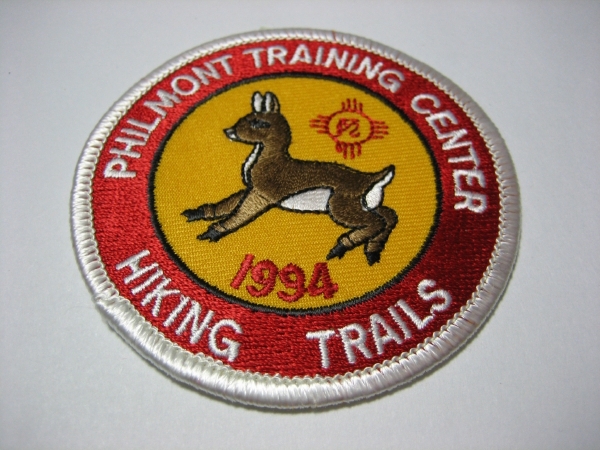 PHILMONT TRAINING CENTER
1994
HIKING TRAILS